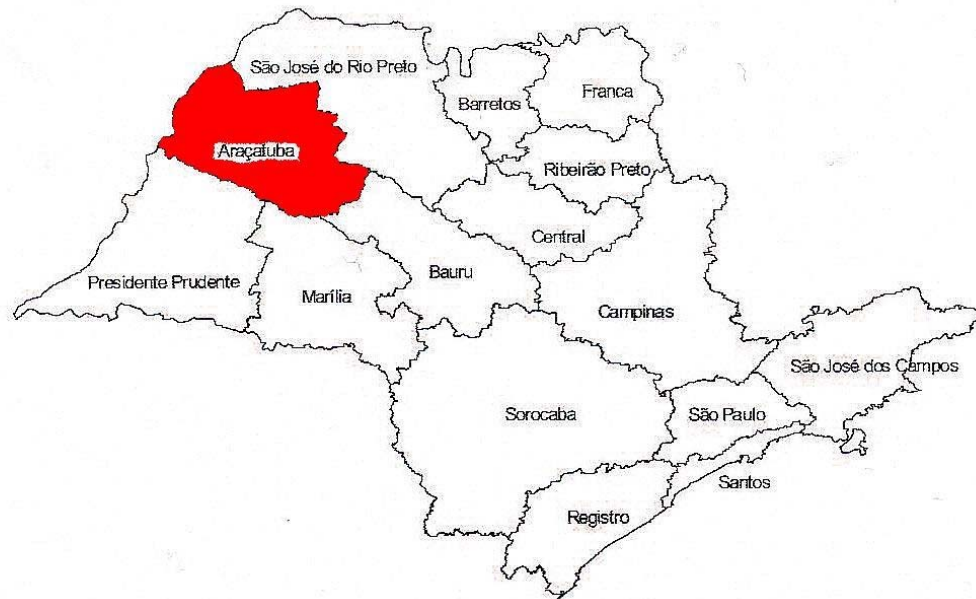 São José do Rio Preto
Franca
Barretos
Araçatuba
Ribeirão Preto
Central
Bauru
Presidente Prudente
Marília
Campinas
São José dos Campos
Sorocaba
São Paulo
Santos
Registro